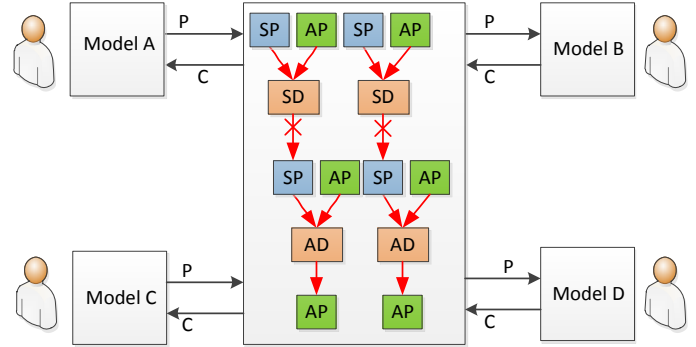 P
SP AP SP AP
P
Model A
Model B
C
C
SD SD
SP AP SP AP
AD AD
P
P
Model C
Model D
AP AP
C
C